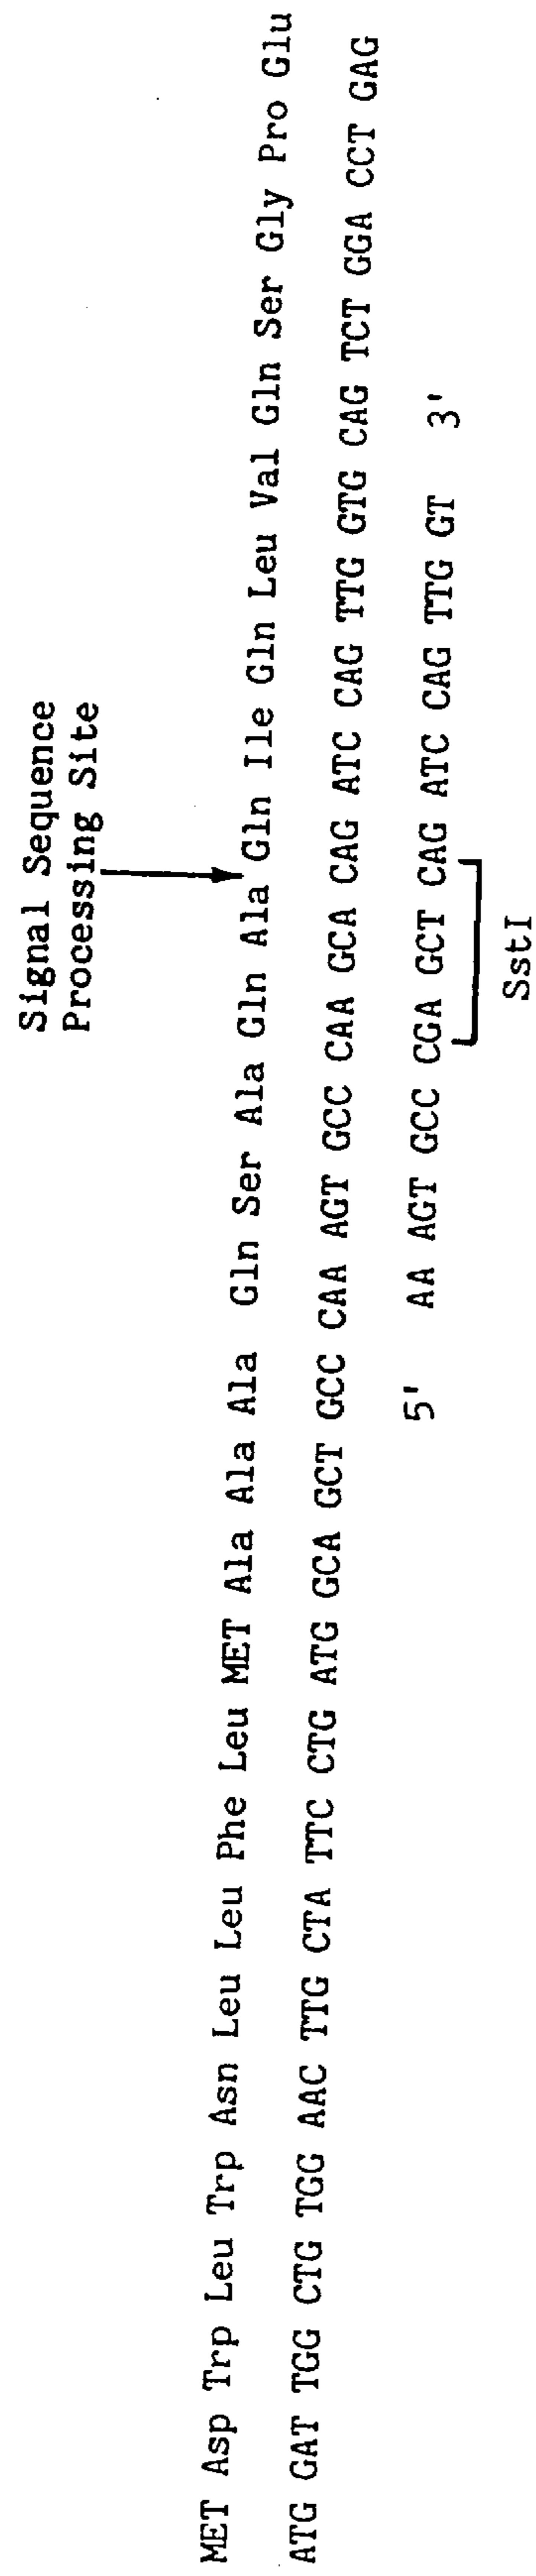 Signal Sequence
Processing Site
MET Asp Trp Leu Trp Asn Leu Leu Phe Leu MET Ala Ala Ala Gln Ser Ala Gln Ala Gln Ile Gln Leu Val Gln Ser Gly Pro Glu
ATG GAT TGG CTG TGG AAC TTG CTA TTC CTG ATG GCA GCT GCC CAA AGT GCC CAA GCA CAG ATC CAG TTG GTG CAG TCT GGA CCT GAG
5' AA AGT GCC CGA GCT CAG ATC CAG TTG GT 3'
SstI